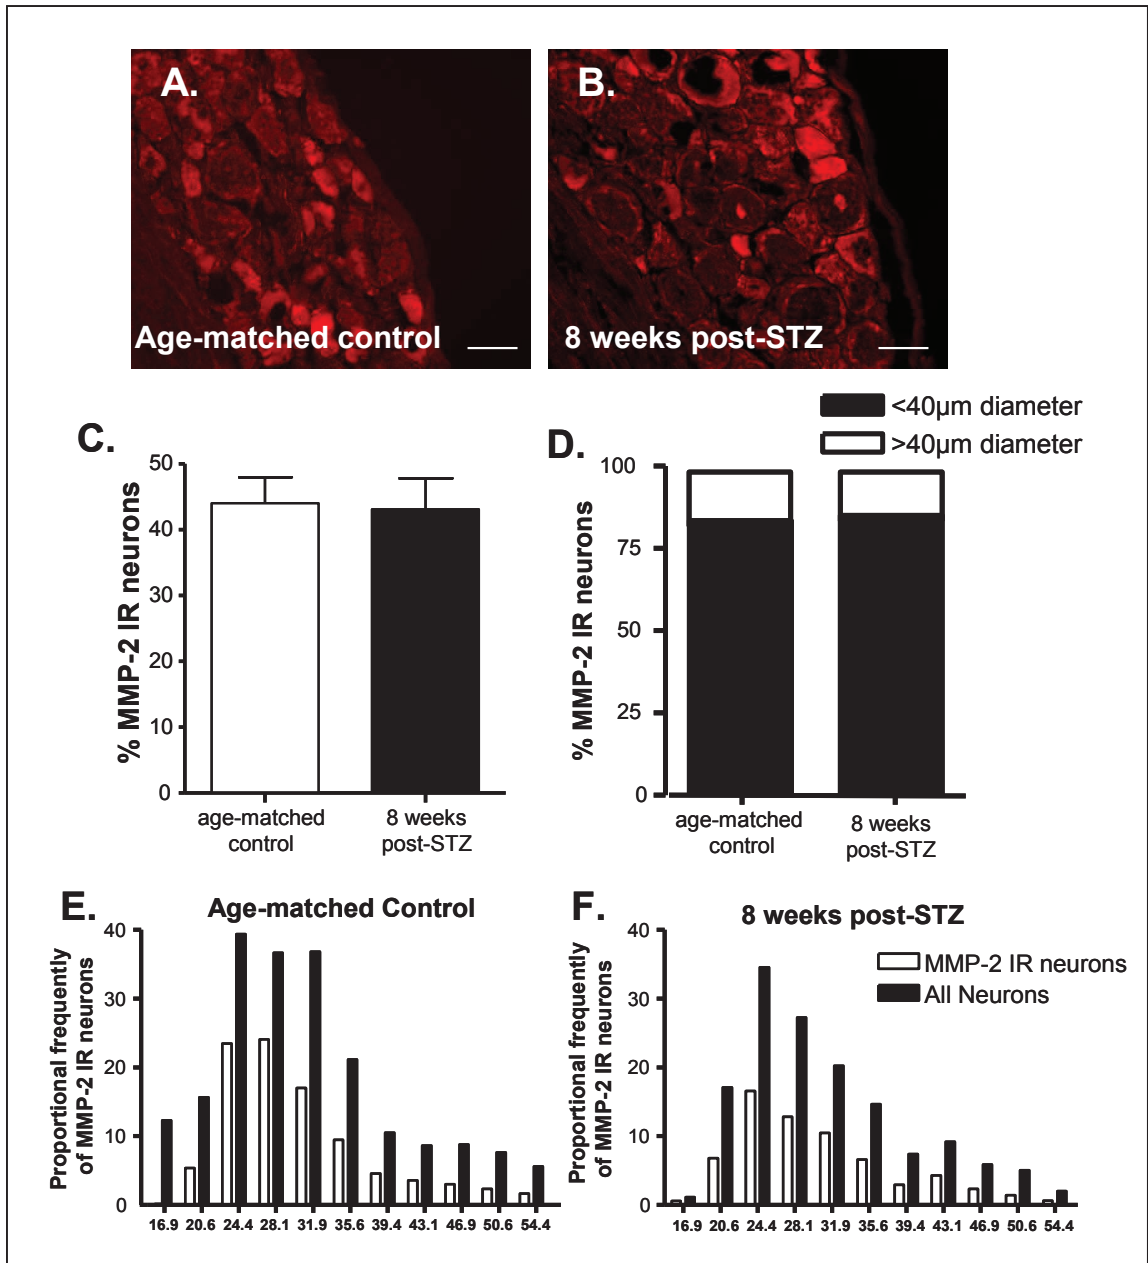 A.
Age-matched control
B.
8 weeks post-STZ
<40µm diameter
>40µm diameter
C.
% MMP-2 IR neurons
50
40
30
20
10
0
age-matched
control
8 weeks
post-STZ
D.
% MMP-2 IR neurons
100
75
50
25
0
age-matched
control
8 weeks
post-STZ
E.
Age-matched Control
Proportional frequently
of MMP-2 IR neurons
40
30
20
10
0
16.9 20.6 24.4 28.1 31.9 35.6 39.4 43.1 46.9 50.6 54.4
F.
8 weeks post-STZ
MMP-2 IR neurons
All Neurons
Proportional frequently
of MMP-2 IR neurons
40
30
20
10
0
16.9 20.6 24.4 28.1 31.9 35.6 39.4 43.1 46.9 50.6 54.4